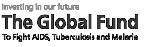 Investing in our future
The Global Fund
To Fight AIDS, Tuberculosis and Malaria